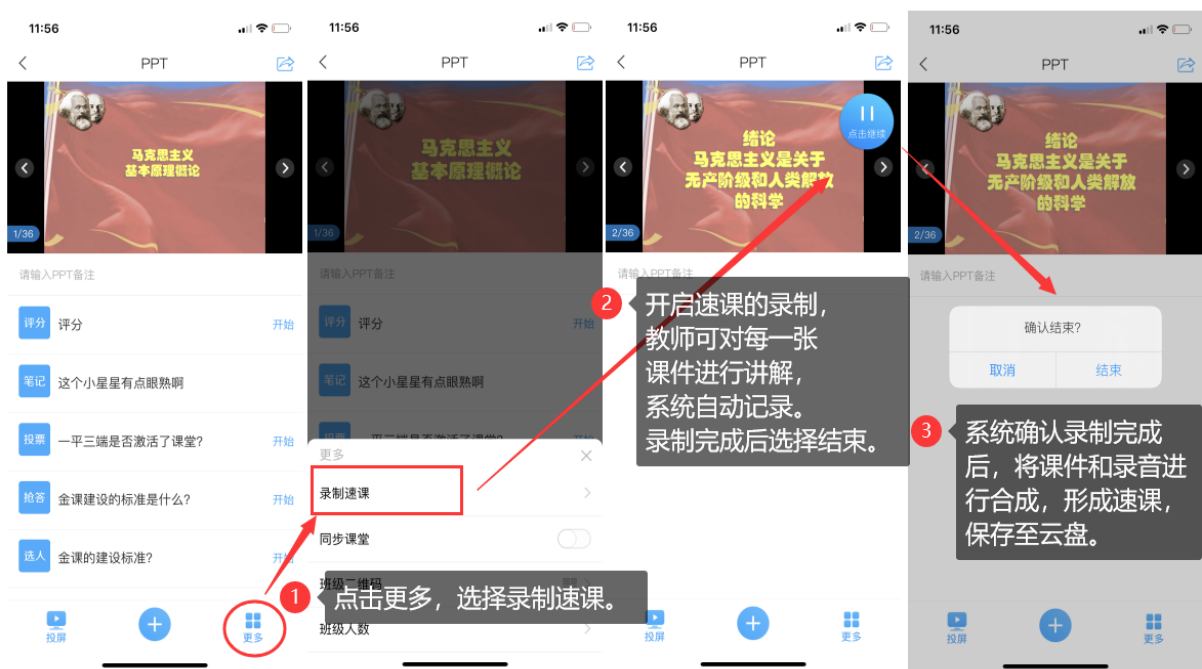 11:56
PPT
马克思主义
基本原理概论
1/36
请输入PPT备注
评分 评分 开始
笔记 这个小星星有点眼熟啊
投票 一平三端是否激活了课堂? 开始
抢答 金课建设的标准是什么? 开始
选人 金课的建设标准? 开始
投屏
更多
11:56
PPT
马克思主义
基本原理概论
1/36
请输入PPT备注
评分 评分 开始
笔记 这个小星星有点眼熟啊
投票 一平三端是否激活了课堂? 开始
更多
录制速课
同步课堂
班级二维码
班级人数
1 点击更多，选择录制速课。
11:56
PPT
点击继续
结论
马克思主义是关于
无产阶级和人类解放
的科学
2/36
请输入PPT备注
2 开启速课的录制，
教师可对每一张
课件进行讲解，
系统自动记录。
录制完成后选择结束。
投屏
更多
11:56
PPT
结论
马克思主义是关于
无产阶级和人类解放
的科学
2/36
请输入PPT备注
确认结束?
取消 结束
3 系统确认录制完成
后，将课件和录音进
行合成，形成速课，
保存至云盘。
投屏
更多